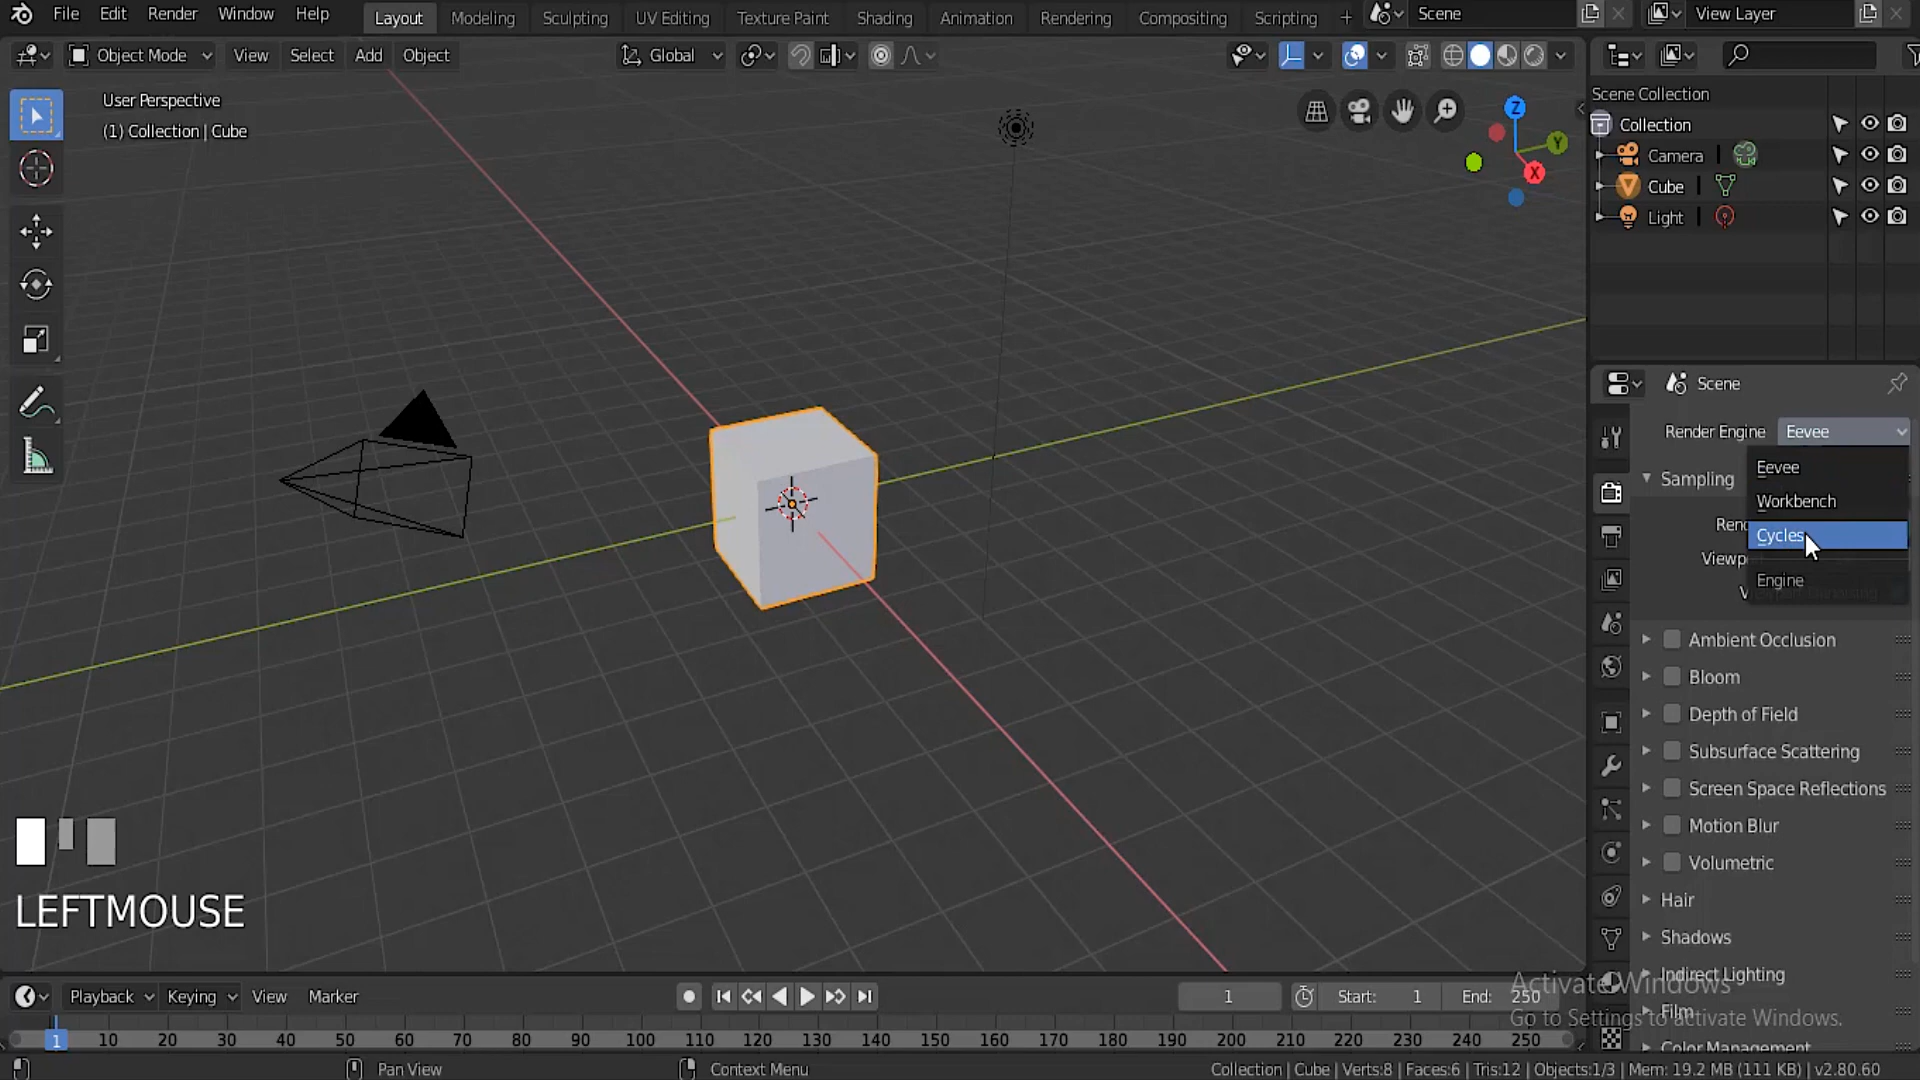 File Edit Render Window Help Layout Modeling Sculpting UV Editing Texture Paint Shading Animation Rendering Compositing Scripting + Scene View Layer
Object Mode View Select Add Object Global
User Perspective
(1) Collection | Cube
Z
Y
X
Scene Collection
Collection
Camera
Cube
Light
Scene
Render Engine Eevee
Eevee
Sampling
Workbench
Cycles
Engine
Ambient Occlusion
Bloom
Depth of Field
Subsurface Scattering
Screen Space Reflections
Motion Blur
Volumetric
Hair
Shadows
Indirect Lighting
Film
Color Management
LEFTMOUSE
Activate Windows
Go to Settings to activate Windows.
Playback Keying View Marker 1 Start: 1 End: 250
1 10 20 30 40 50 60 70 80 90 100 110 120 130 140 150 160 170 180 190 200 210 220 230 240 250
Pan View Context Menu Collection | Cube | Verts:8 | Faces:6 | Tris:12 | Objects:1/3 | Mem: 19.2 MB (111 KB) | v2.80.60